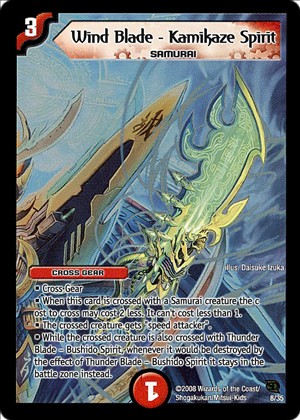 3
Wind Blade - Kamikaze Spirit
SAMURAI
illus. Daisuke Izuka
CROSS GEAR
▪ Cross Gear
▪ When this card is crossed with a Samurai creature the c
ost to cross may cost 2 less. It can't cost less than 1.
▪ The crossed creature gets "speed attacker".
▪ While the crossed creature is also crossed with Thunder
Blade - Bushido Spirit, whenever it would be destroyed by
the effect of Thunder Blade - Bushido Spirit it stays in the
battle zone instead.
1
©2008 Wizards of the Coast/
Shogakukan/Mitsui-Kids
8/35